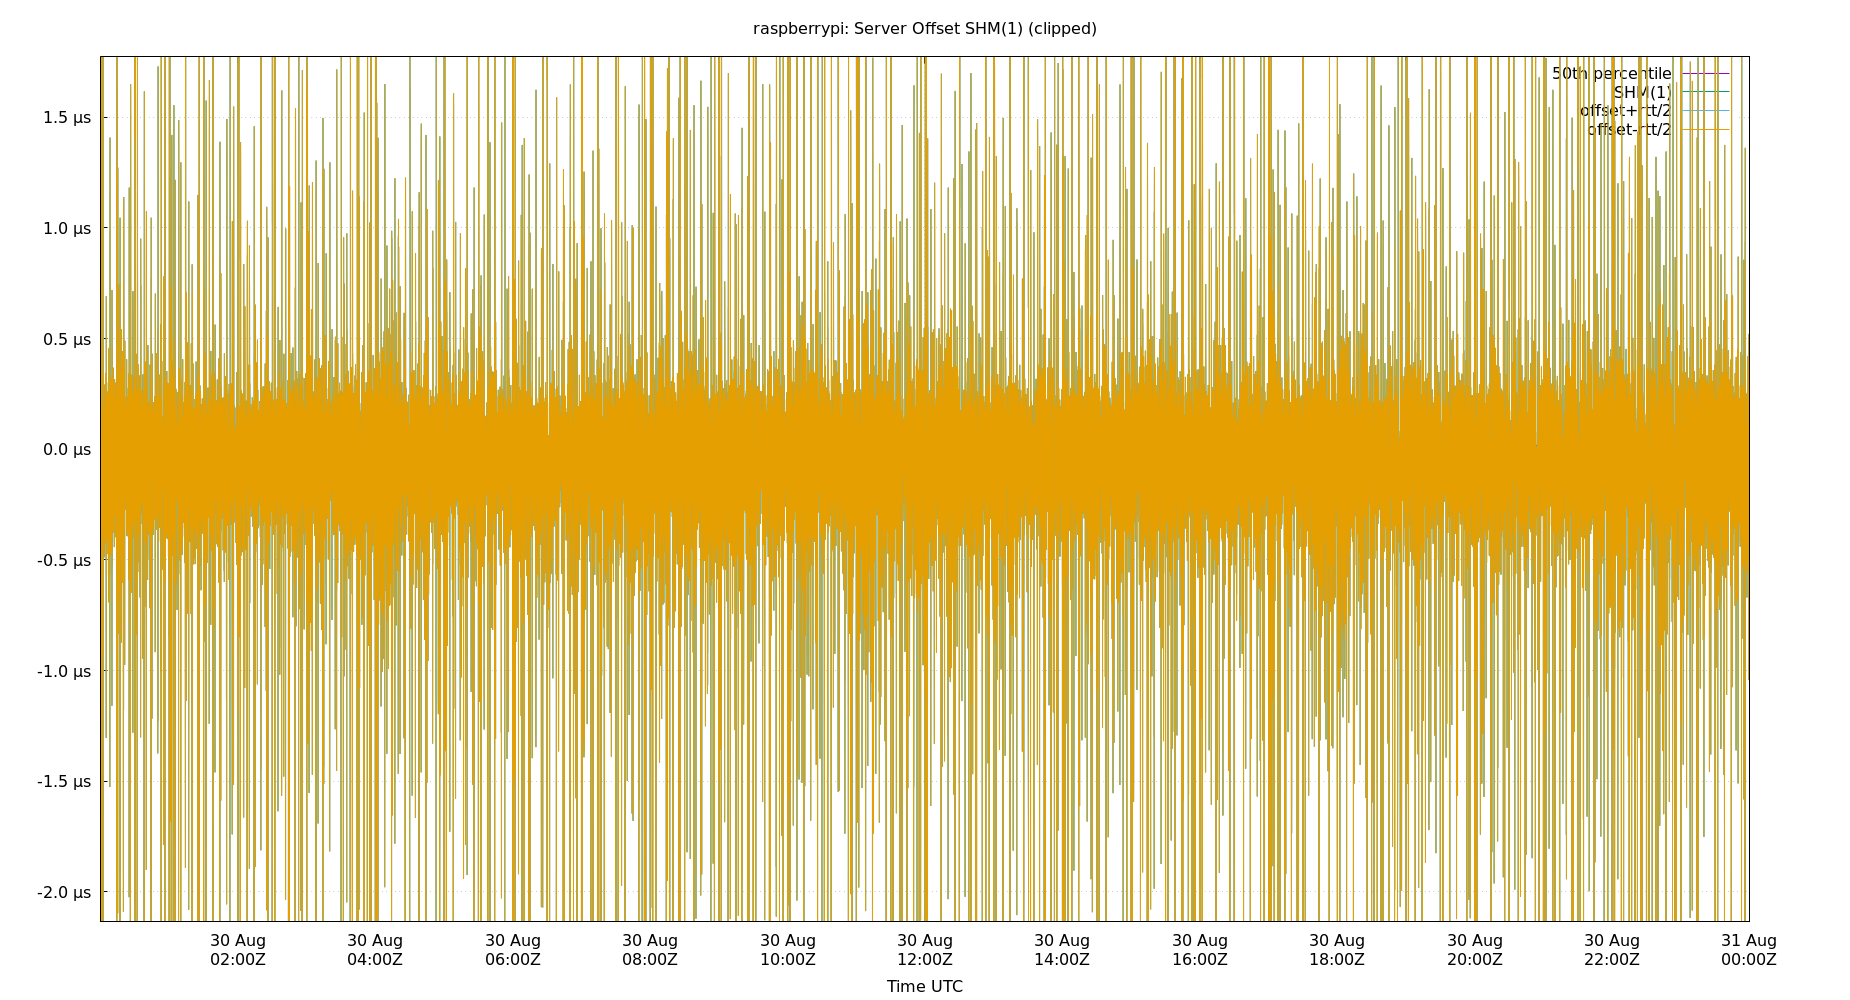 raspberrypi: Server Offset SHM(1) (clipped)
50th percentile
SHM(1)
offset+rtt/2
offset-rtt/2
1.5 µs
1.0 µs
0.5 µs
0.0 µs
-0.5 µs
-1.0 µs
-1.5 µs
-2.0 µs
30 Aug 30 Aug 30 Aug 30 Aug 30 Aug 30 Aug 30 Aug 30 Aug 30 Aug 30 Aug 30 Aug 31 Aug
02:00Z 04:00Z 06:00Z 08:00Z 10:00Z 12:00Z 14:00Z 16:00Z 18:00Z 20:00Z 22:00Z 00:00Z
Time UTC